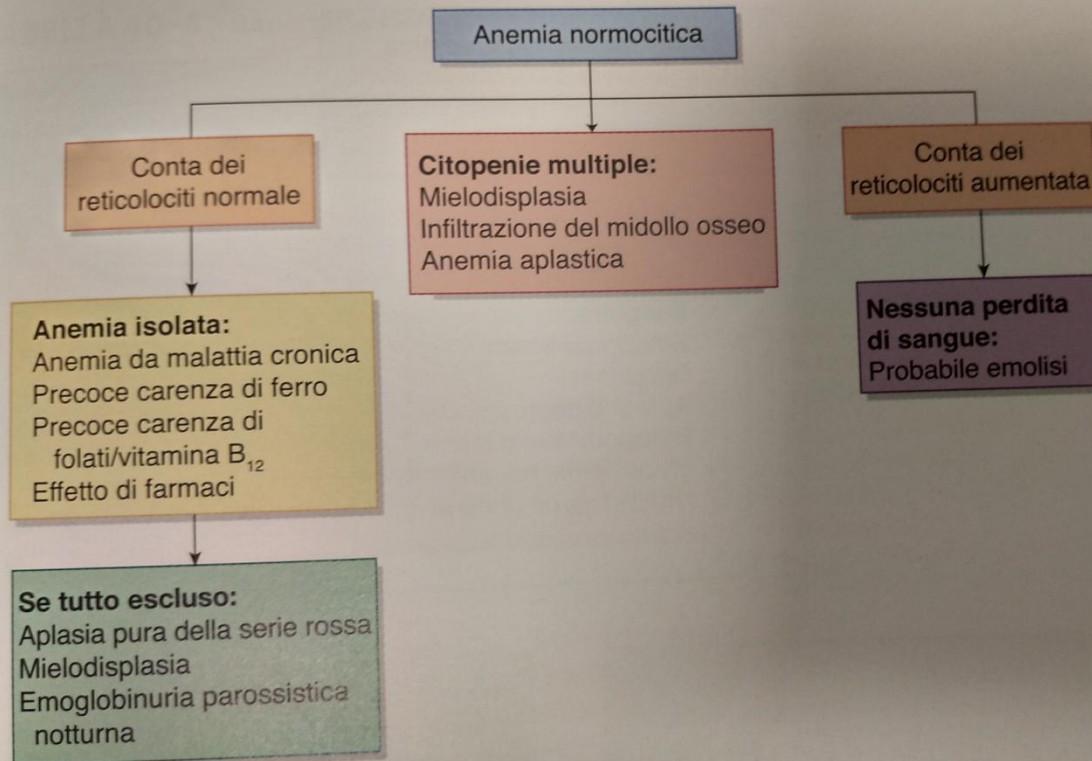 Anemia normocitica
Conta dei
reticolociti normale
Anemia isolata:
Anemia da malattia cronica
Precoce carenza di ferro
Precoce carenza di
folati/vitamina B₁₂
Effetto di farmaci
Se tutto escluso:
Aplasia pura della serie rossa
Mielodisplasia
Emoglobinuria parossistica
notturna
Citopenie multiple:
Mielodisplasia
Infiltrazione del midollo osseo
Anemia aplastica
Conta dei
reticolociti aumentata
Nessuna perdita
di sangue:
Probabile emolisi